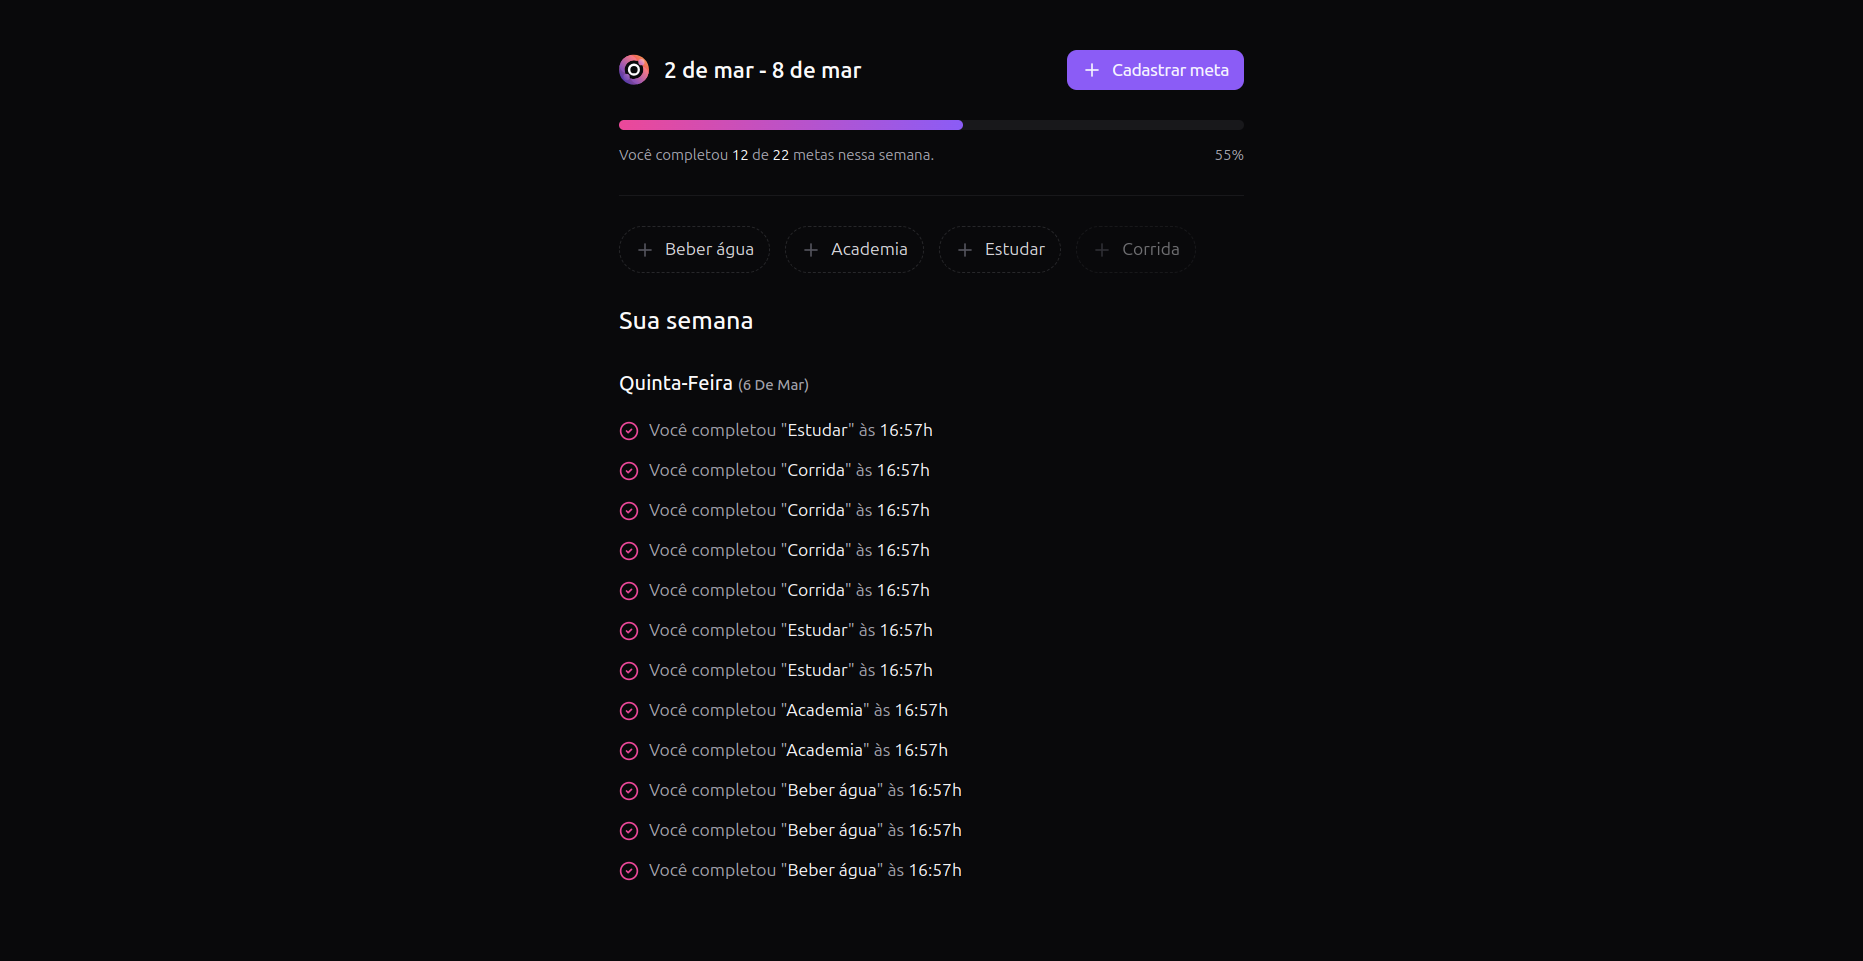 2 de mar - 8 de mar
Cadastrar meta
Você completou 12 de 22 metas nessa semana.
55%
Beber água
Academia
Estudar
Corrida
Sua semana
Quinta-Feira (6 De Mar)
Você completou "Estudar" às 16:57h
Você completou "Corrida" às 16:57h
Você completou "Corrida" às 16:57h
Você completou "Corrida" às 16:57h
Você completou "Corrida" às 16:57h
Você completou "Estudar" às 16:57h
Você completou "Estudar" às 16:57h
Você completou "Academia" às 16:57h
Você completou "Academia" às 16:57h
Você completou "Beber água" às 16:57h
Você completou "Beber água" às 16:57h
Você completou "Beber água" às 16:57h